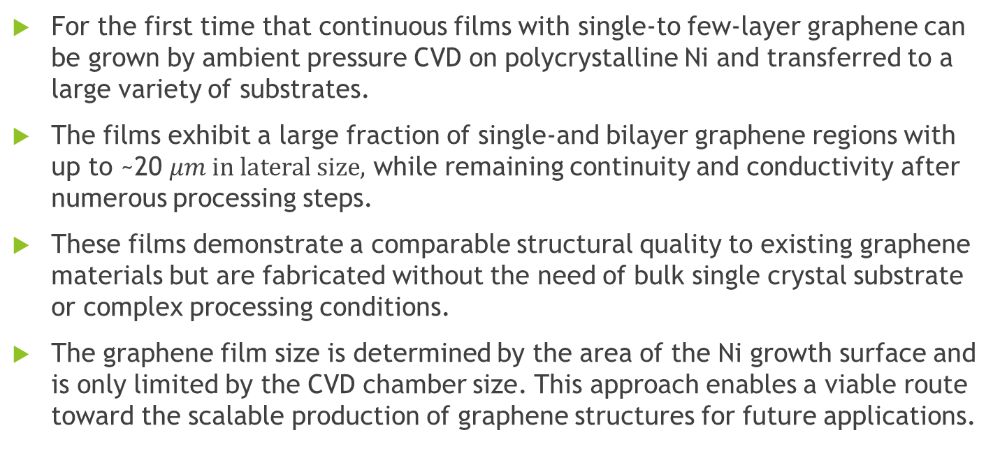 For the first time that continuous films with single-to few-layer graphene can
be grown by ambient pressure CVD on polycrystalline Ni and transferred to a
large variety of substrates.
The films exhibit a large fraction of single-and bilayer graphene regions with
up to ~20 μm in lateral size, while remaining continuity and conductivity after
numerous processing steps.
These films demonstrate a comparable structural quality to existing graphene
materials but are fabricated without the need of bulk single crystal substrate
or complex processing conditions.
The graphene film size is determined by the area of the Ni growth surface and
is only limited by the CVD chamber size. This approach enables a viable route
toward the scalable production of graphene structures for future applications.